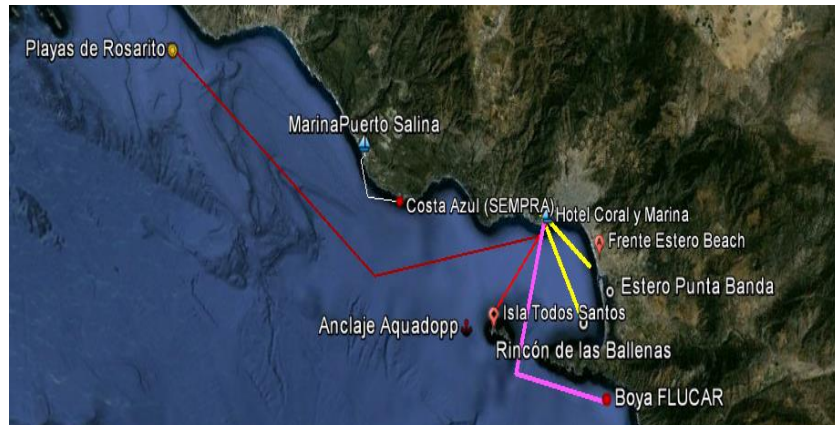 Playas de Rosarito
MarinaPuerto Salina
Costa Azul (SEMPRA)
Hotel Coral y Marina
Frente Estero Beach
Estero Punta Banda
Isla Todos Santos
Anclaje Aquadopp
Rincón de las Ballenas
Boya FLUCAR